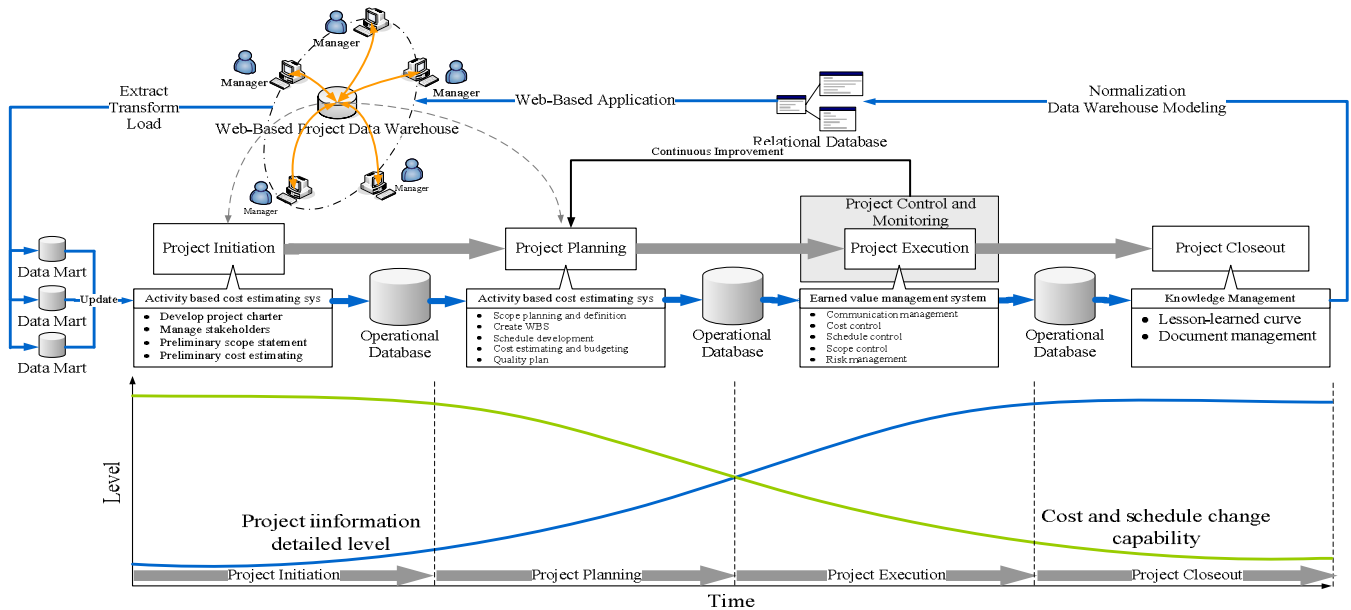 Manager
Manager
Manager
Extract
Transform
Load
Web-Based Application
Normalization
Data Warehouse Modeling
Web-Based Project Data Warehouse
Relational Database
Continuous Improvement
Manager
Manager
Project Control and
Monitoring
Project Initiation
Project Planning
Project Execution
Project Closeout
Data Mart
Data Mart
Data Mart
Update
Activity based cost estimating sys
• Develop project charter
• Manage stakeholders
• Preliminary scope statement
• Preliminary cost estimating
Operational
Database
Activity based cost estimating sys
• Scope planning and definition
• Create WBS
• Schedule development
• Cost estimating and budgeting
• Quality plan
Operational
Database
Earned value management system
• Communication management
• Cost control
• Schedule control
• Scope control
• Risk management
Operational
Database
Knowledge Management
• Lesson-learned curve
• Document management
Level
Project iinformation
detailed level
Cost and schedule change
capability
Project Initiation
Project Planning
Project Execution
Project Closeout
Time